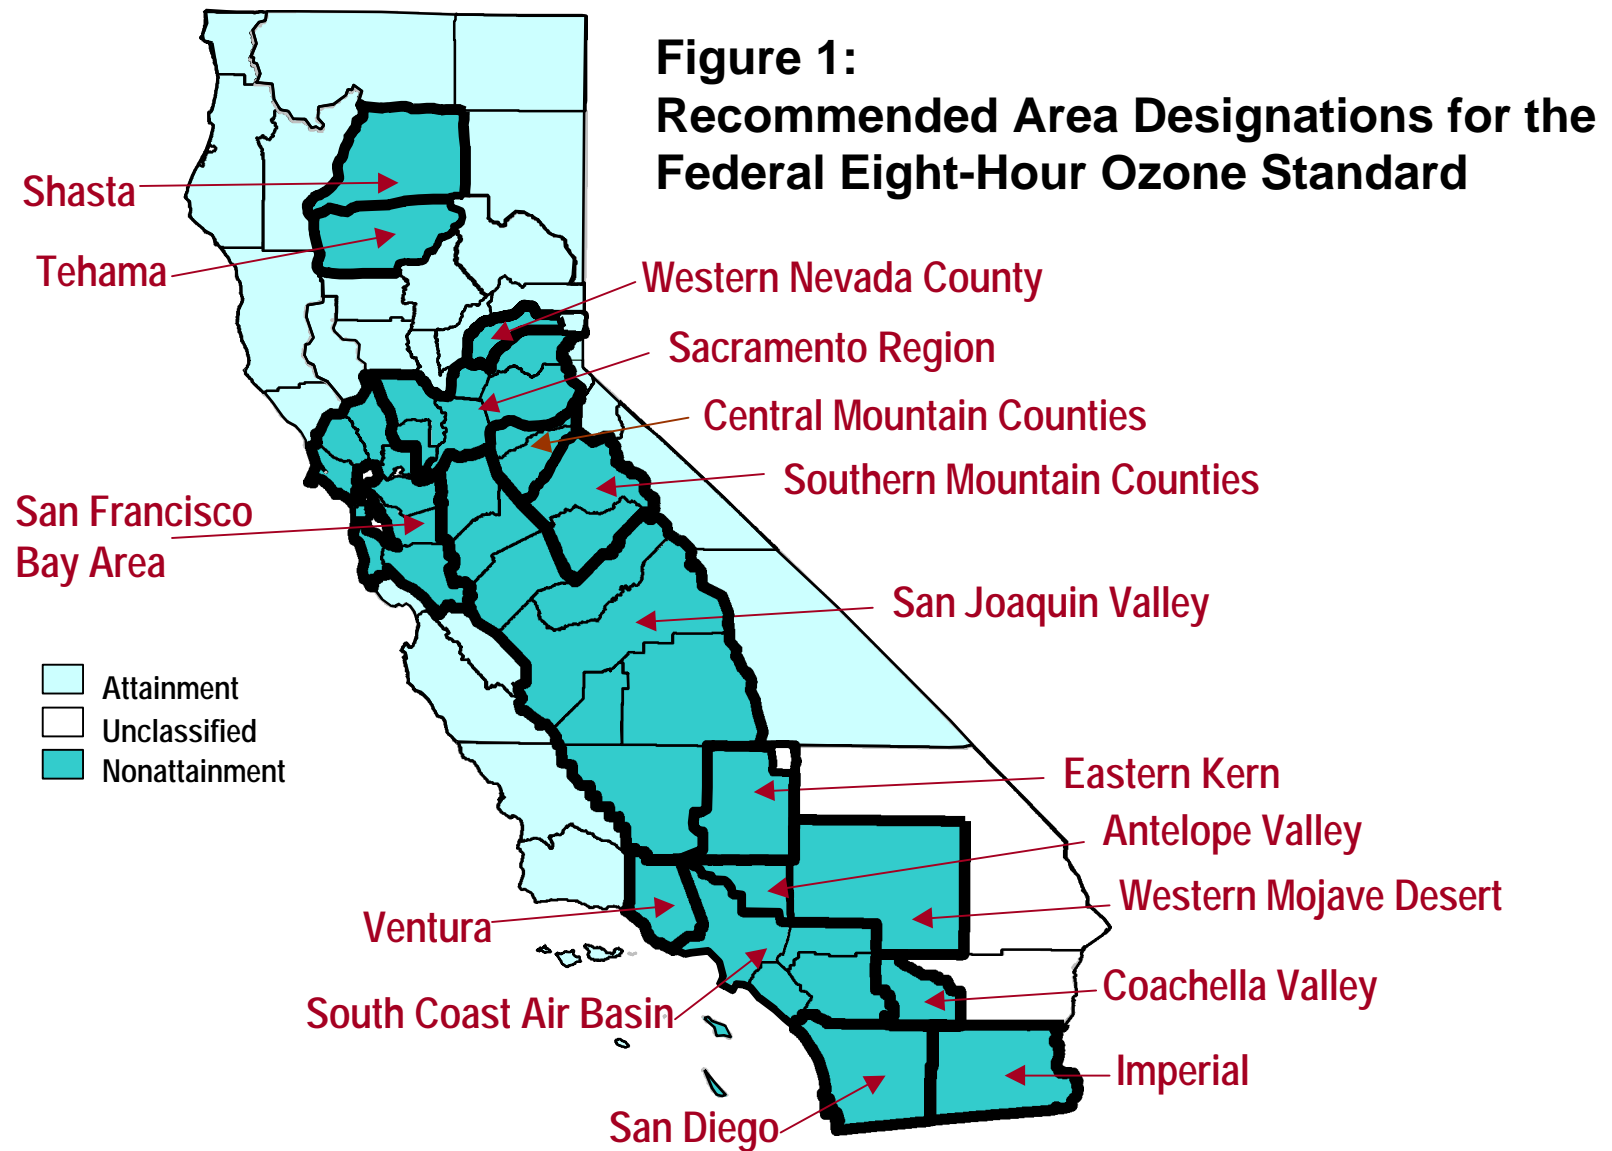 Figure 1:
Recommended Area Designations for the
Federal Eight-Hour Ozone Standard
Shasta
Tehama
Western Nevada County
Sacramento Region
Central Mountain Counties
Southern Mountain Counties
San Francisco
Bay Area
San Joaquin Valley
Attainment
Unclassified
Nonattainment
Eastern Kern
Antelope Valley
Western Mojave Desert
Ventura
Coachella Valley
South Coast Air Basin
Imperial
San Diego